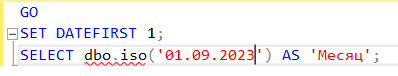 GO
SET DATEFIRST 1;
SELECT dbo.iso('01.09.2023') AS 'Месяц';